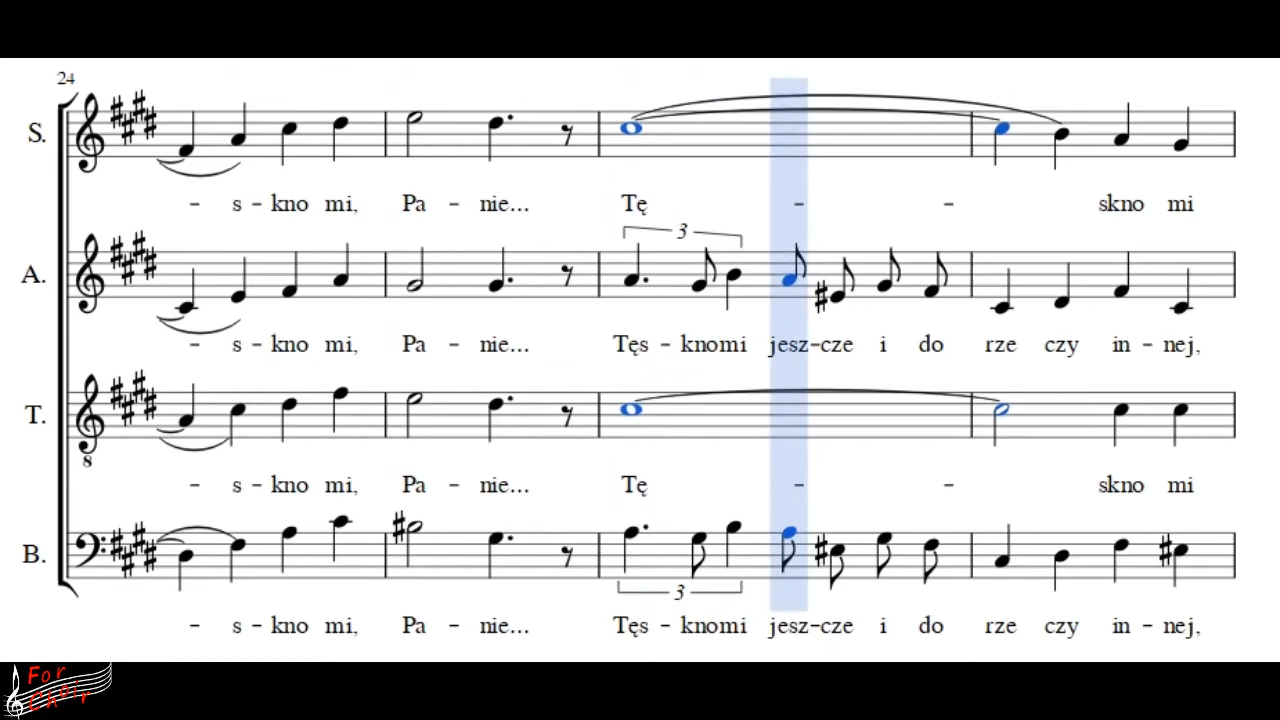 24
S.
- s - kno mi, Pa - nie... Tę - - skno mi
3
A.
- s - kno mi, Pa - nie... Tęs - knomi jesz-cze i do rze czy in - nej,
T.
8
- s - kno mi, Pa - nie... Tę - - skno mi
B.
3
- s - kno mi, Pa - nie... Tęs - knomi jesz-cze i do rze czy in - nej,
For
Choir